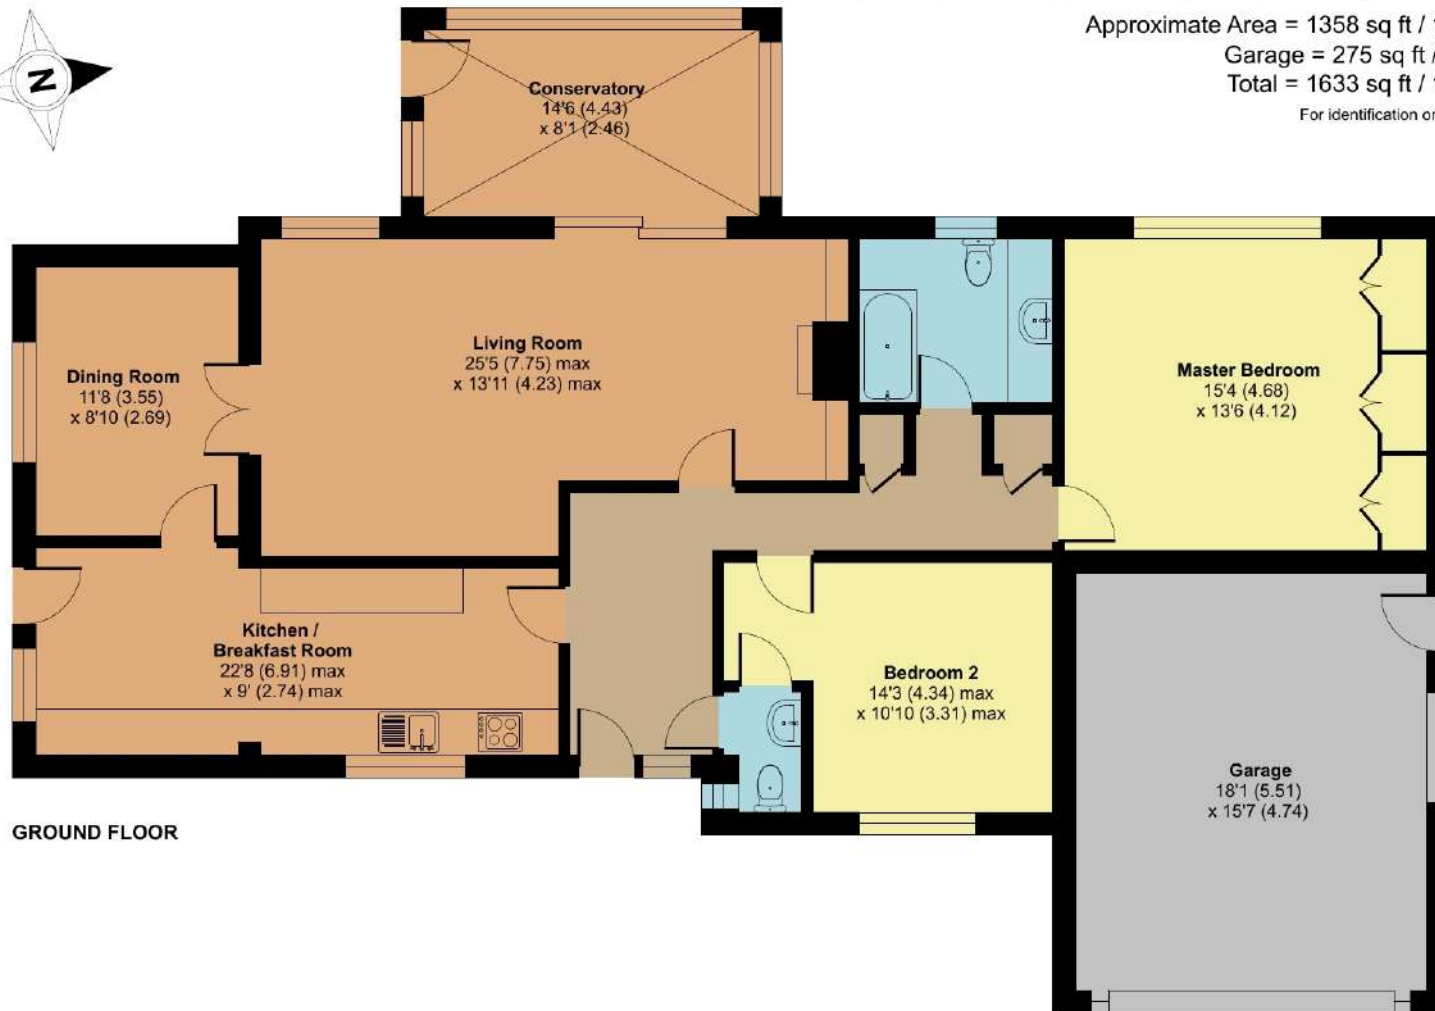 Approximate Area = 1358 sq ft /
Garage = 275 sq ft /
Total = 1633 sq ft /
For identification
N
Conservatory
14'6 (4.43)
x 8'1 (2.46)
Living Room
25'5 (7.75) max
x 13'11 (4.23) max
Dining Room
11'8 (3.55)
x 8'10 (2.69)
Master Bedroom
15'4 (4.68)
x 13'6 (4.12)
Kitchen /
Breakfast Room
22'8 (6.91) max
x 9' (2.74) max
Bedroom 2
14'3 (4.34) max
x 10'10 (3.31) max
Garage
18'1 (5.51)
x 15'7 (4.74)
GROUND FLOOR